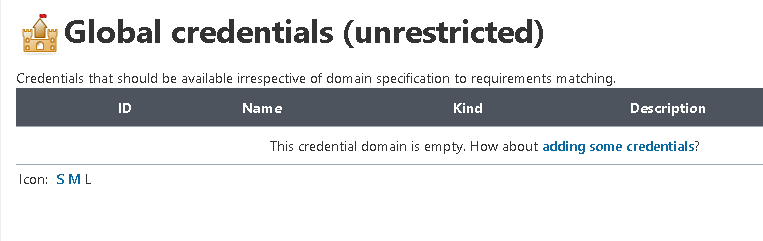 Global credentials (unrestricted)
Credentials that should be available irrespective of domain specification to requirements matching.
ID Name Kind Description
This credential domain is empty. How about adding some credentials?
Icon: S M L